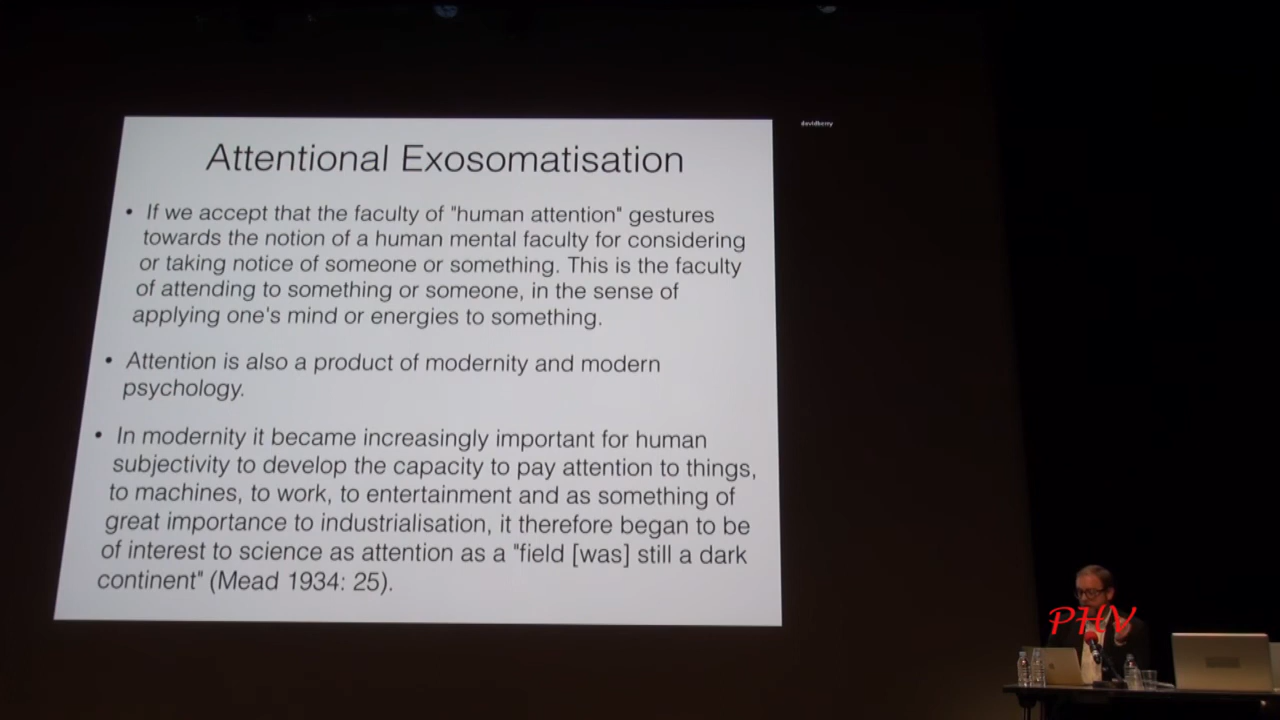 davidberry
Attentional Exosomatisation
• If we accept that the faculty of "human attention" gestures
towards the notion of a human mental faculty for considering
or taking notice of someone or something. This is the faculty
of attending to something or someone, in the sense of
applying one's mind or energies to something.
• Attention is also a product of modernity and modern
psychology.
• In modernity it became increasingly important for human
subjectivity to develop the capacity to pay attention to things,
to machines, to work, to entertainment and as something of
great importance to industrialisation, it therefore began to be
of interest to science as attention as a "field [was] still a dark
continent" (Mead 1934: 25).
PHV